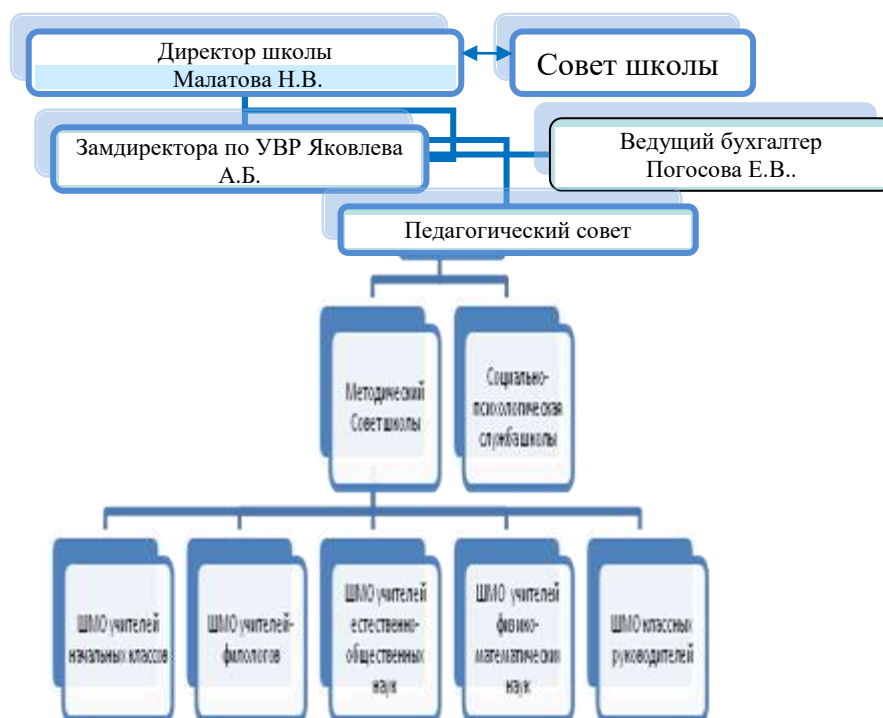 Директор школы
Малатова Н.В.
Совет школы
Замдиректора по УВР Яковлева
А.Б.
Ведущий бухгалтер
Погосова Е.В..
Педагогический совет
Методический
Совет школы
Социально-
психологическая
служба школы
ШМО учителей
начальных классов
ШМО учителей-
филологов
ШМО учителей
естественно-
общественных
наук
ШМО учителей
физико-
математических
наук
ШМО классных
руководителей